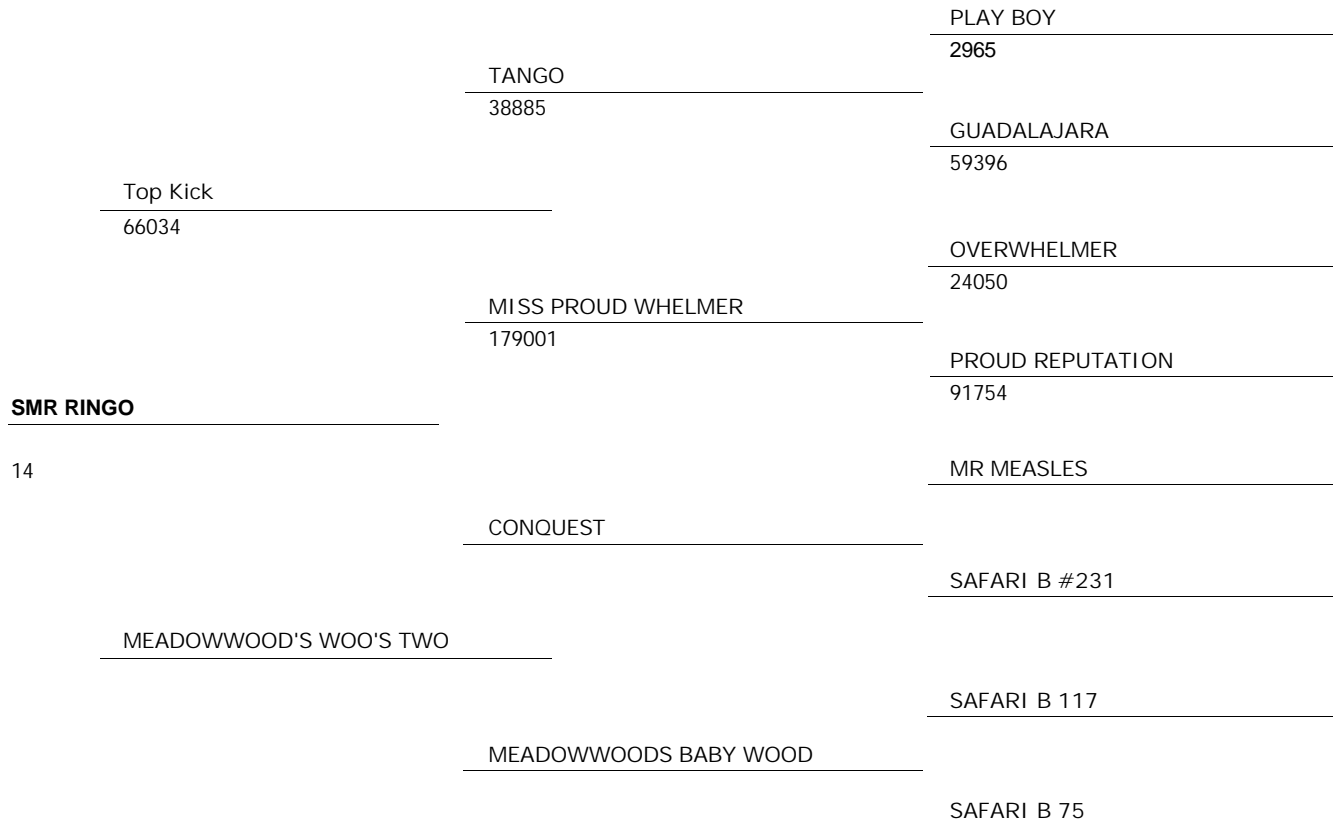 PLAY BOY
2965
TANGO
38885
GUADALAJARA
59396
Top Kick
66034
OVERWHELMER
24050
MISS PROUD WHELMER
179001
PROUD REPUTATION
91754
SMR RINGO
14
MR MEASLES
CONQUEST
SAFARI B #231
MEADOWWOOD'S WOO'S TWO
SAFARI B 117
MEADOWWOODS BABY WOOD
SAFARI B 75